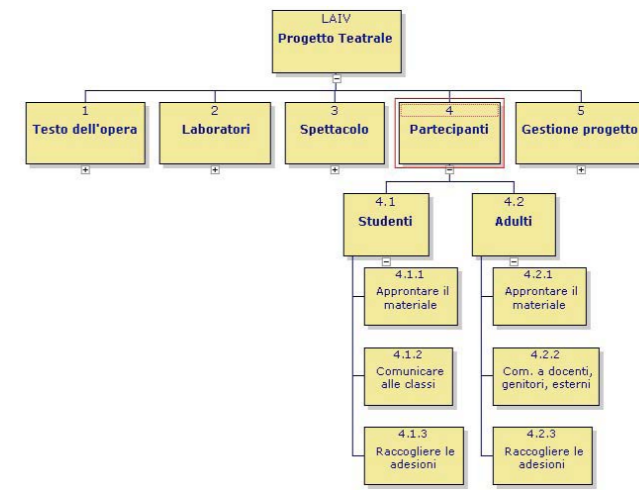 LAIV
Progetto Teatrale
1
Testo dell'opera
2
Laboratori
3
Spettacolo
4
Partecipanti
5
Gestione progetto
4.1
Studenti
4.2
Adulti
4.1.1
Approntare il
materiale
4.2.1
Approntare il
materiale
4.1.2
Comunicare
alle classi
4.2.2
Com. a docenti,
genitori, esterni
4.1.3
Raccogliere le
adesioni
4.2.3
Raccogliere le
adesioni